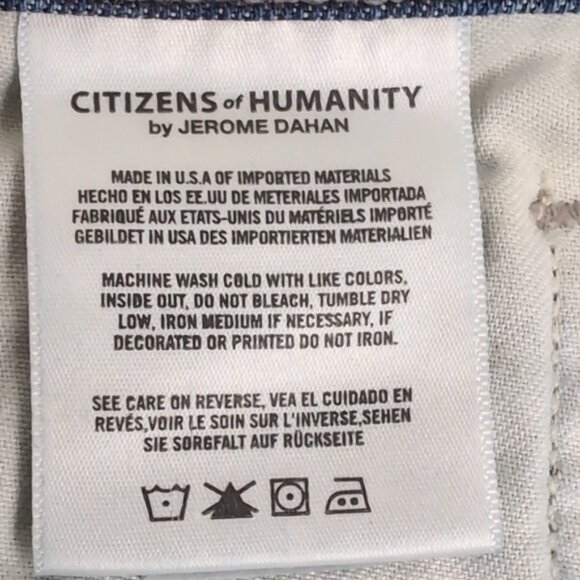 CITIZENS of HUMANITY
by JEROME DAHAN
MADE IN U.S.A OF IMPORTED MATERIALS
HECHO EN LOS EE.UU DE METERIALES IMPORTADA
FABRIQUÉ AUX ETATS-UNIS DU MATÉRIELS IMPORTÉ
GEBILDET IN USA DES IMPORTIERTEN MATERIALIEN
MACHINE WASH COLD WITH LIKE COLORS,
INSIDE OUT, DO NOT BLEACH, TUMBLE DRY
LOW, IRON MEDIUM IF NECESSARY, IF
DECORATED OR PRINTED DO NOT IRON.
SEE CARE ON REVERSE, VEA EL CUIDADO EN
REVÉS,VOIR LE SOIN SUR L'INVERSE,SEHEN
SIE SORGFALT AUF RÜCKSEITE